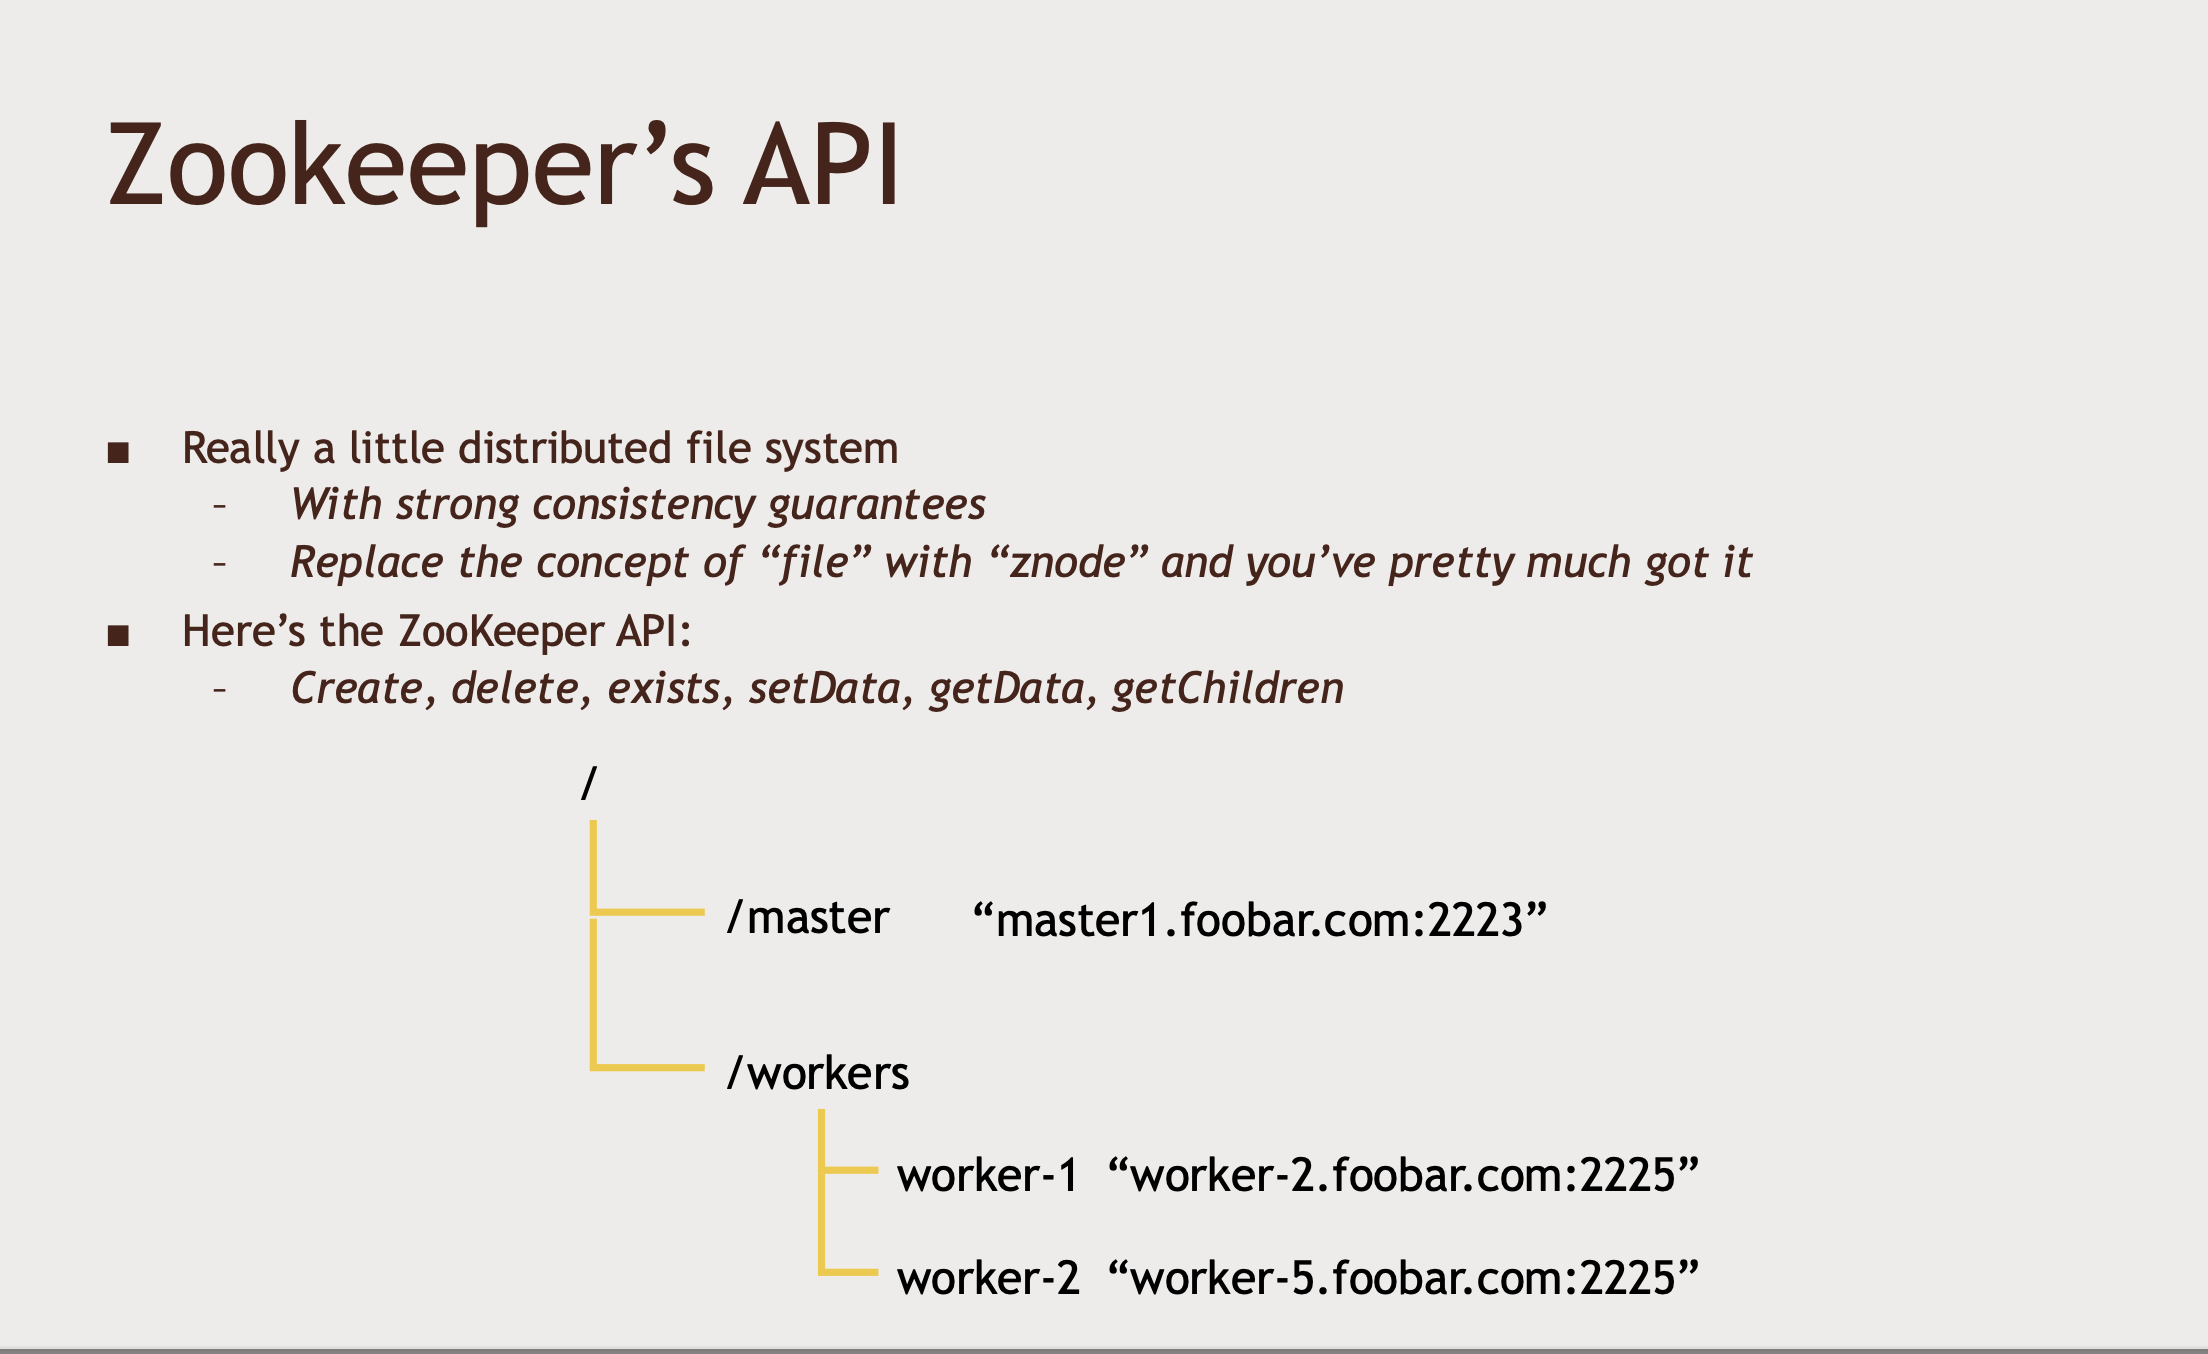 Zookeeper’s API
■ Really a little distributed file system
– With strong consistency guarantees
– Replace the concept of “file” with “znode” and you’ve pretty much got it
■ Here’s the ZooKeeper API:
– Create, delete, exists, setData, getData, getChildren
/
/master “master1.foobar.com:2223”
/workers
worker-1 “worker-2.foobar.com:2225”
worker-2 “worker-5.foobar.com:2225”